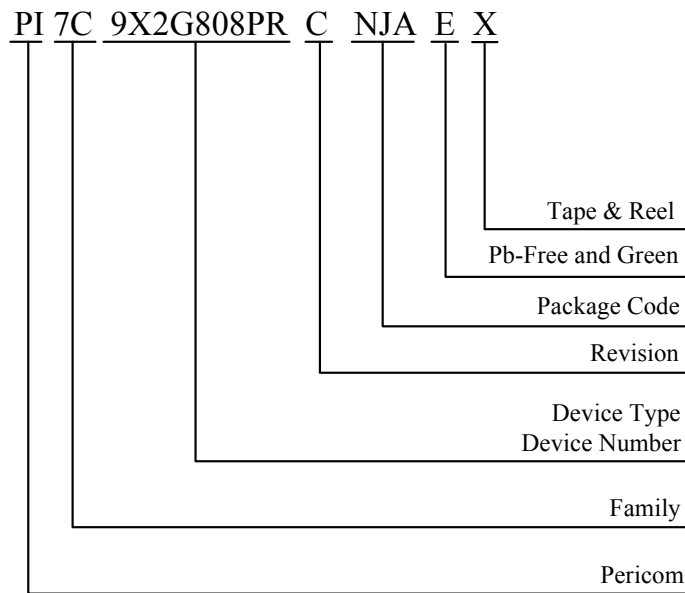 PI 7C 9X2G808PR C NJA E X
Tape & Reel
Pb-Free and Green
Package Code
Revision
Device Type
Device Number
Family
Pericom